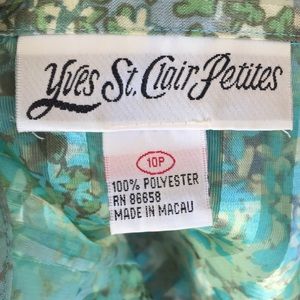 Yves St. Clair Petites
10P
100% POLYESTER
RN 86658
MADE IN MACAU